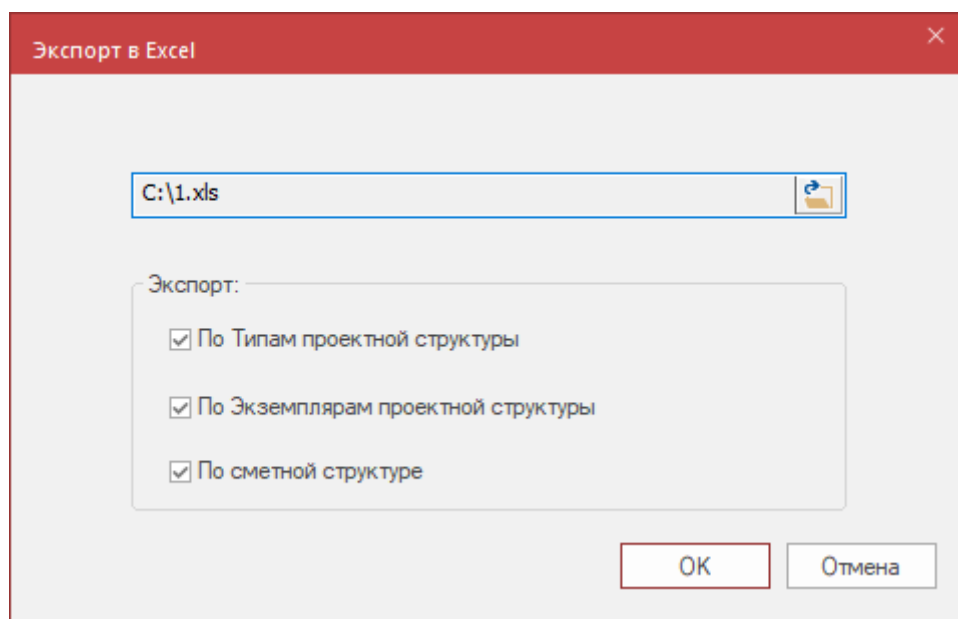 Экспорт в Excel
C:\1.xls
Экспорт:
По Типам проектной структуры
По Экземплярам проектной структуры
По сметной структуре
OK
Отмена